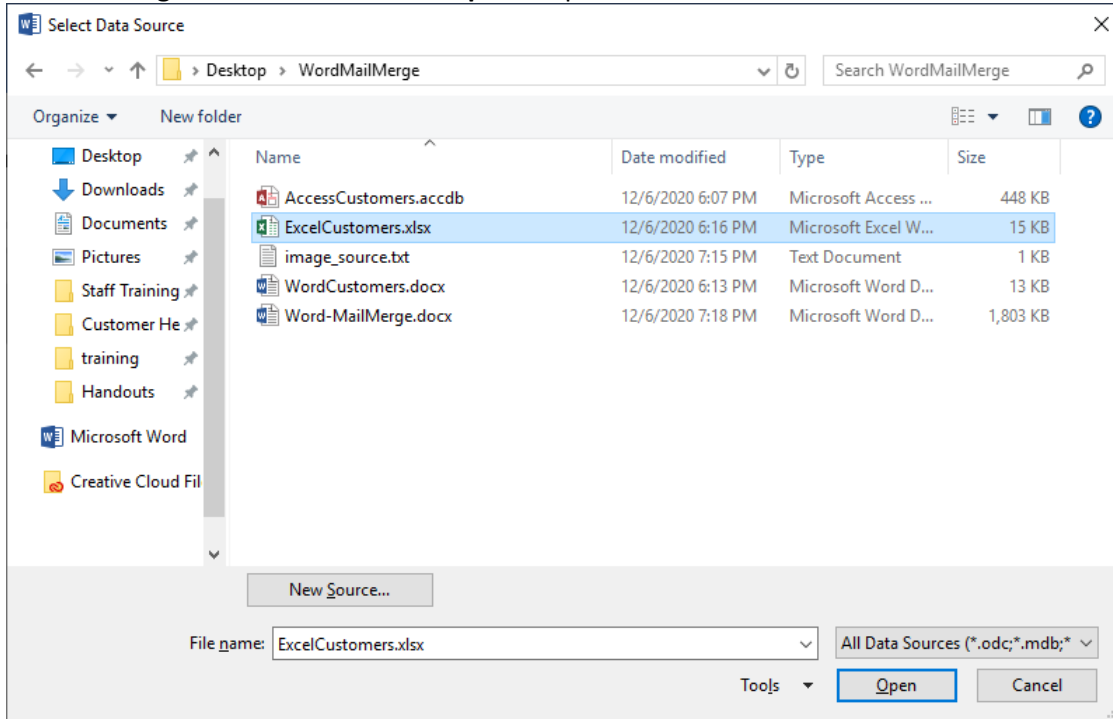 Select Data Source
Desktop › WordMailMerge
Search WordMailMerge
Organize
New folder
Name Date modified Type Size
Desktop
Downloads
Documents
Pictures
Staff Training
Customer He
training
Handouts
Microsoft Word
Creative Cloud Fil
AccessCustomers.accdb 12/6/2020 6:07 PM Microsoft Access ... 448 KB
ExcelCustomers.xlsx 12/6/2020 6:16 PM Microsoft Excel W... 15 KB
image_source.txt 12/6/2020 7:15 PM Text Document 1 KB
WordCustomers.docx 12/6/2020 6:13 PM Microsoft Word D... 13 KB
Word-MailMerge.docx 12/6/2020 7:18 PM Microsoft Word D... 1,803 KB
New Source...
File name: ExcelCustomers.xlsx
All Data Sources (*.odc;*.mdb;*
Tools Open Cancel